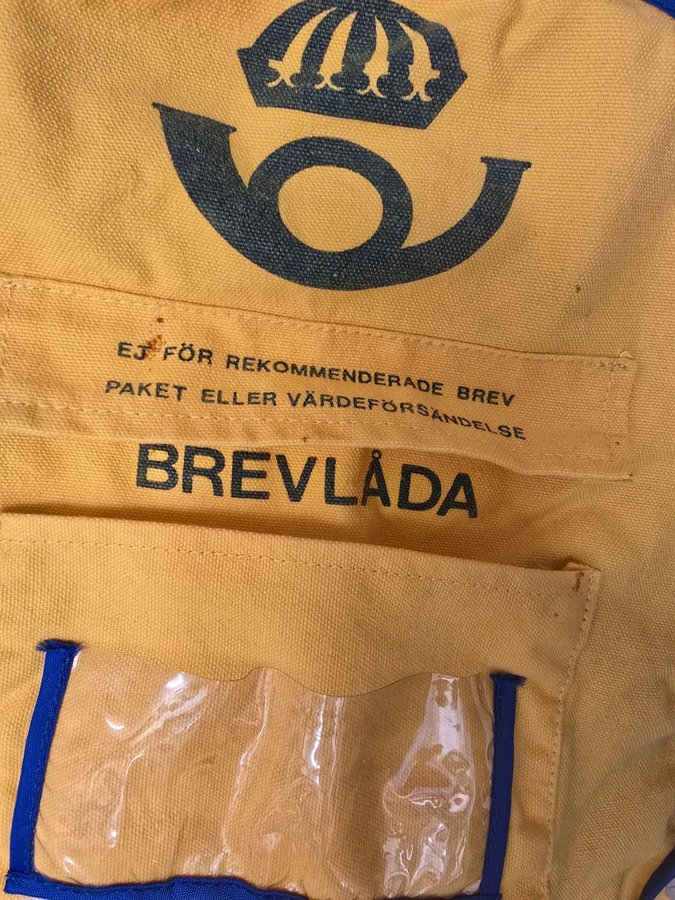 EJ FÖR REKOMMENDERADE BREV
PAKET ELLER VÄRDEFÖRSÄNDELSE
BREVLÅDA